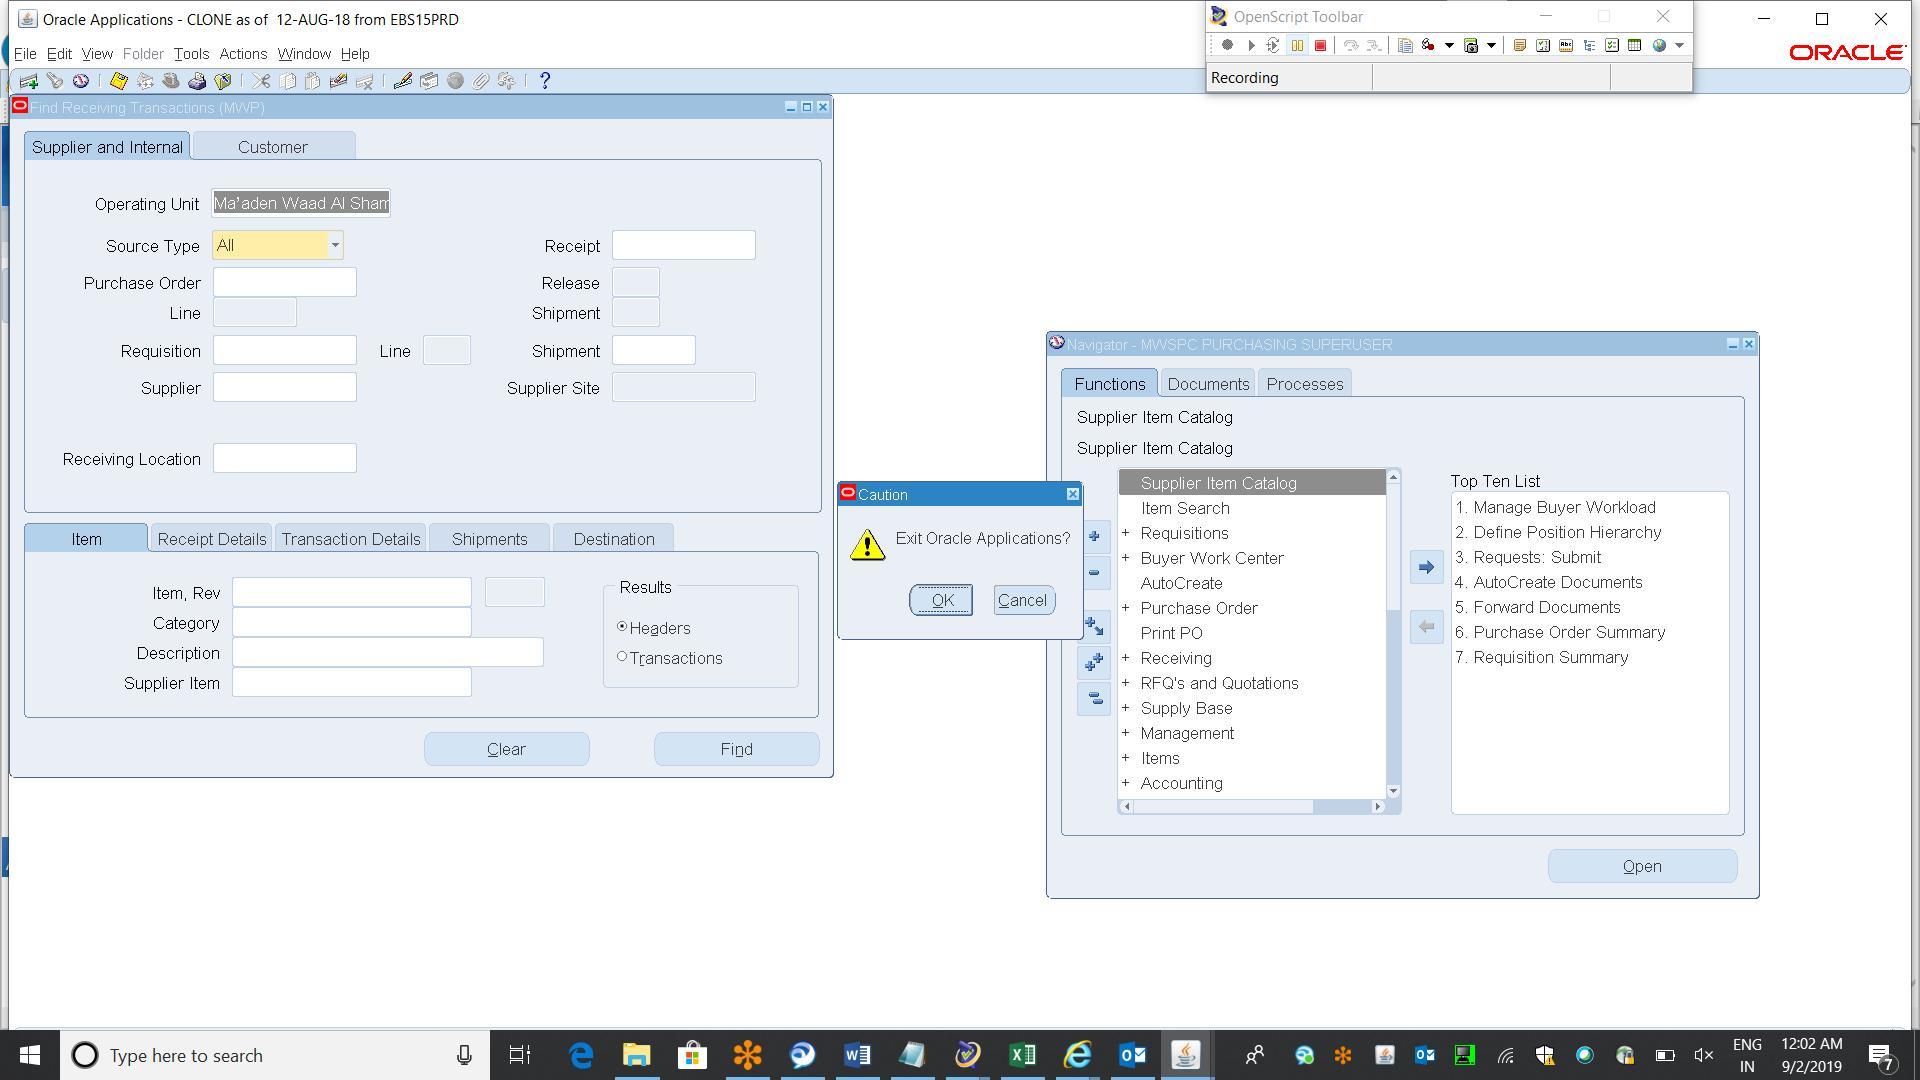 Oracle Applications - CLONE as of 12-AUG-18 from EBS15PRD
OpenScript Toolbar
File Edit View Folder Tools Actions Window Help
ORACLE
Recording
Find Receiving Transactions (MWP)
Supplier and Internal
Customer
Operating Unit
Ma'aden Waad Al Sham
Source Type
All
Receipt
Purchase Order
Release
Line
Shipment
Requisition
Line
Shipment
Supplier
Supplier Site
Receiving Location
Item
Receipt Details
Transaction Details
Shipments
Destination
Item, Rev
Category
Description
Supplier Item
Results
Headers
Transactions
Clear
Find
Caution
Exit Oracle Applications?
OK
Cancel
Navigator - MWSPC PURCHASING SUPERUSER
Functions
Documents
Processes
Supplier Item Catalog
Supplier Item Catalog
Supplier Item Catalog
Item Search
+ Requisitions
+ Buyer Work Center
AutoCreate
+ Purchase Order
Print PO
+ Receiving
+ RFQ's and Quotations
+ Supply Base
+ Management
+ Items
+ Accounting
Top Ten List
1. Manage Buyer Workload
2. Define Position Hierarchy
3. Requests: Submit
4. AutoCreate Documents
5. Forward Documents
6. Purchase Order Summary
7. Requisition Summary
Open
Type here to search
ENG
IN
12:02 AM
9/2/2019
7